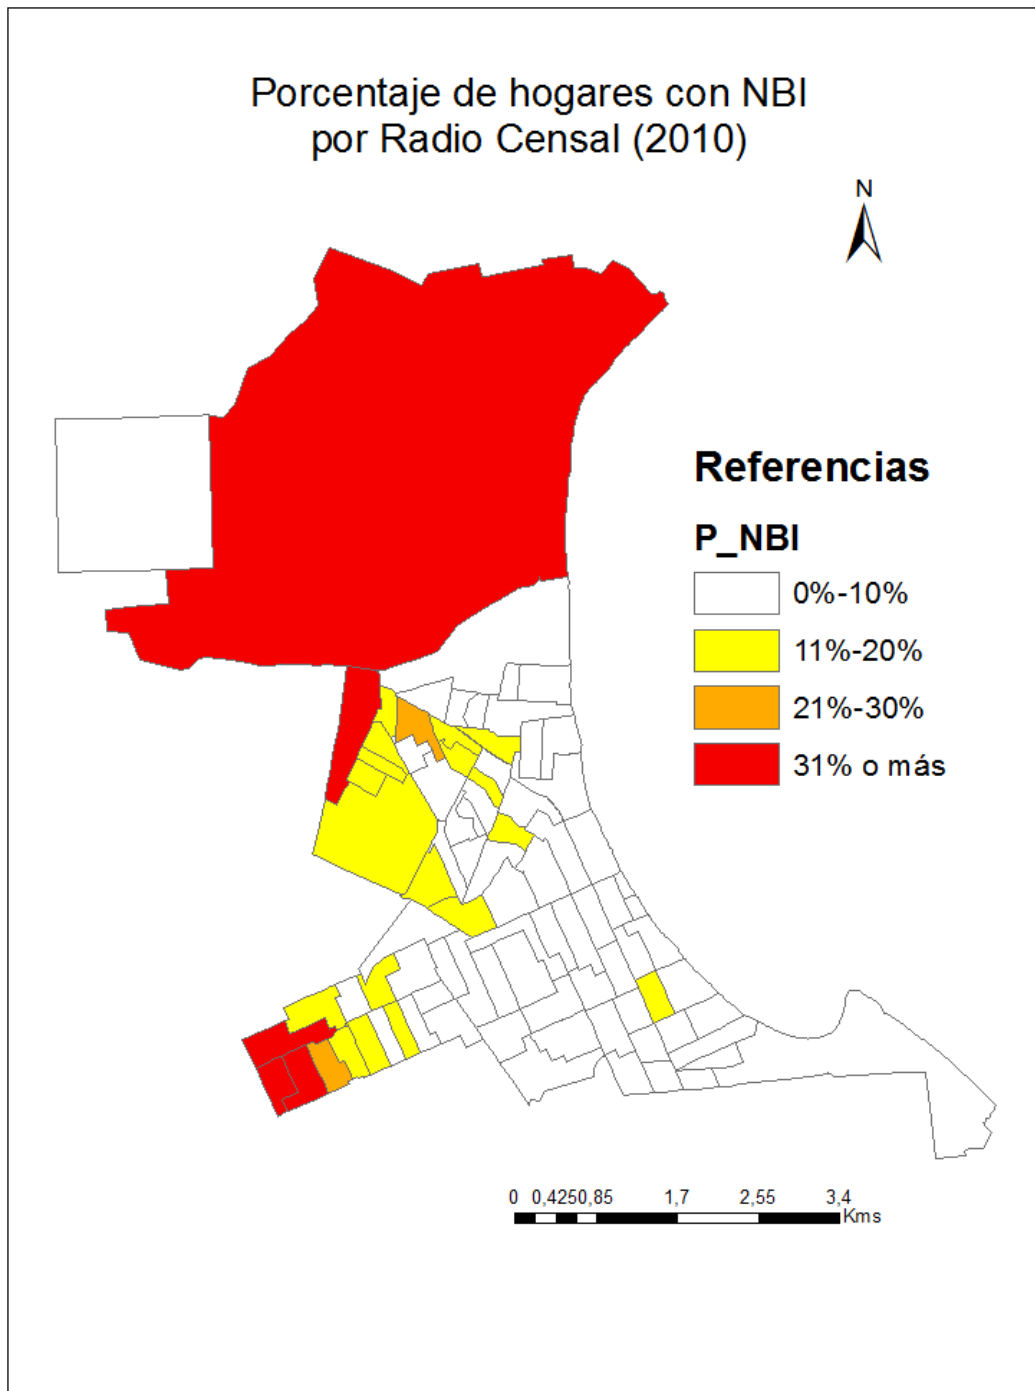 Porcentaje de hogares con NBI
por Radio Censal (2010)
N
Referencias
P_NBI
0%-10%
11%-20%
21%-30%
31% o más
0 0,4250,85 1,7 2,55 3,4
Kms